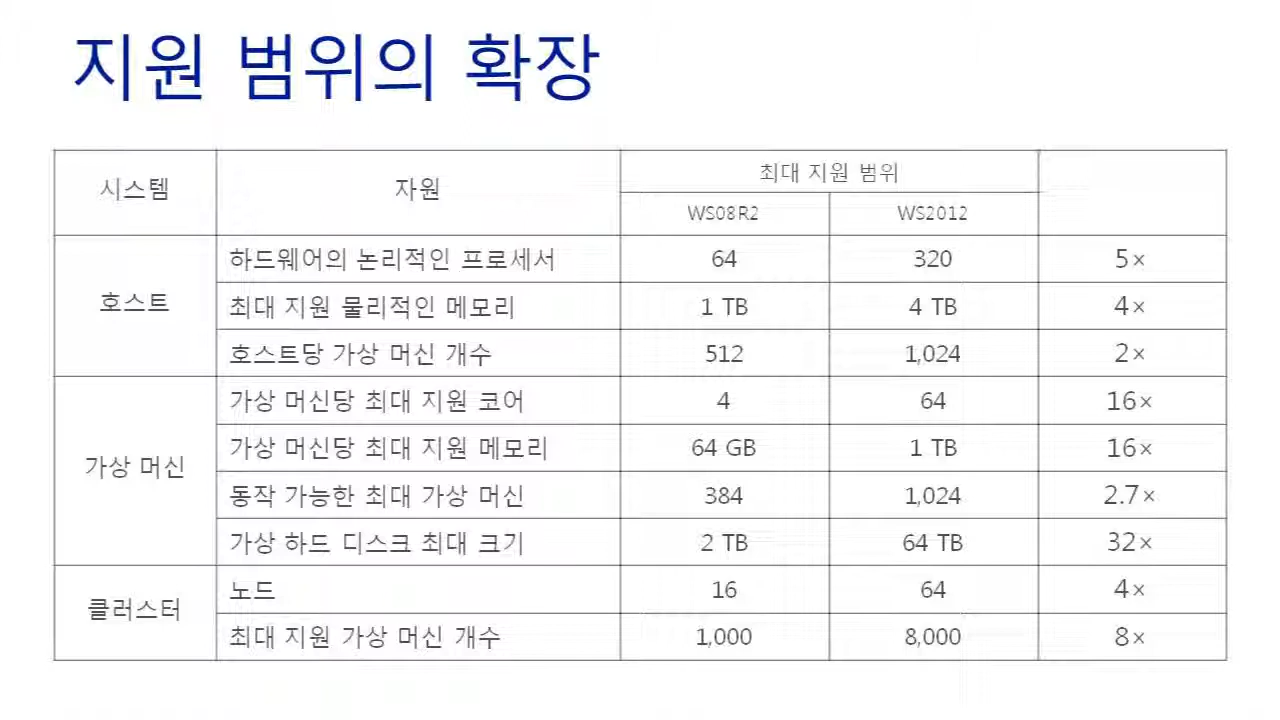 지원 범위의 확장
시스템 자원 최대 지원 범위
WS08R2 WS2012
호스트 하드웨어의 논리적인 프로세서 64 320 5×
최대 지원 물리적인 메모리 1 TB 4 TB 4×
호스트당 가상 머신 개수 512 1,024 2×
가상 머신 가상 머신당 최대 지원 코어 4 64 16×
가상 머신당 최대 지원 메모리 64 GB 1 TB 16×
동작 가능한 최대 가상 머신 384 1,024 2.7×
가상 하드 디스크 최대 크기 2 TB 64 TB 32×
클러스터 노드 16 64 4×
최대 지원 가상 머신 개수 1,000 8,000 8×